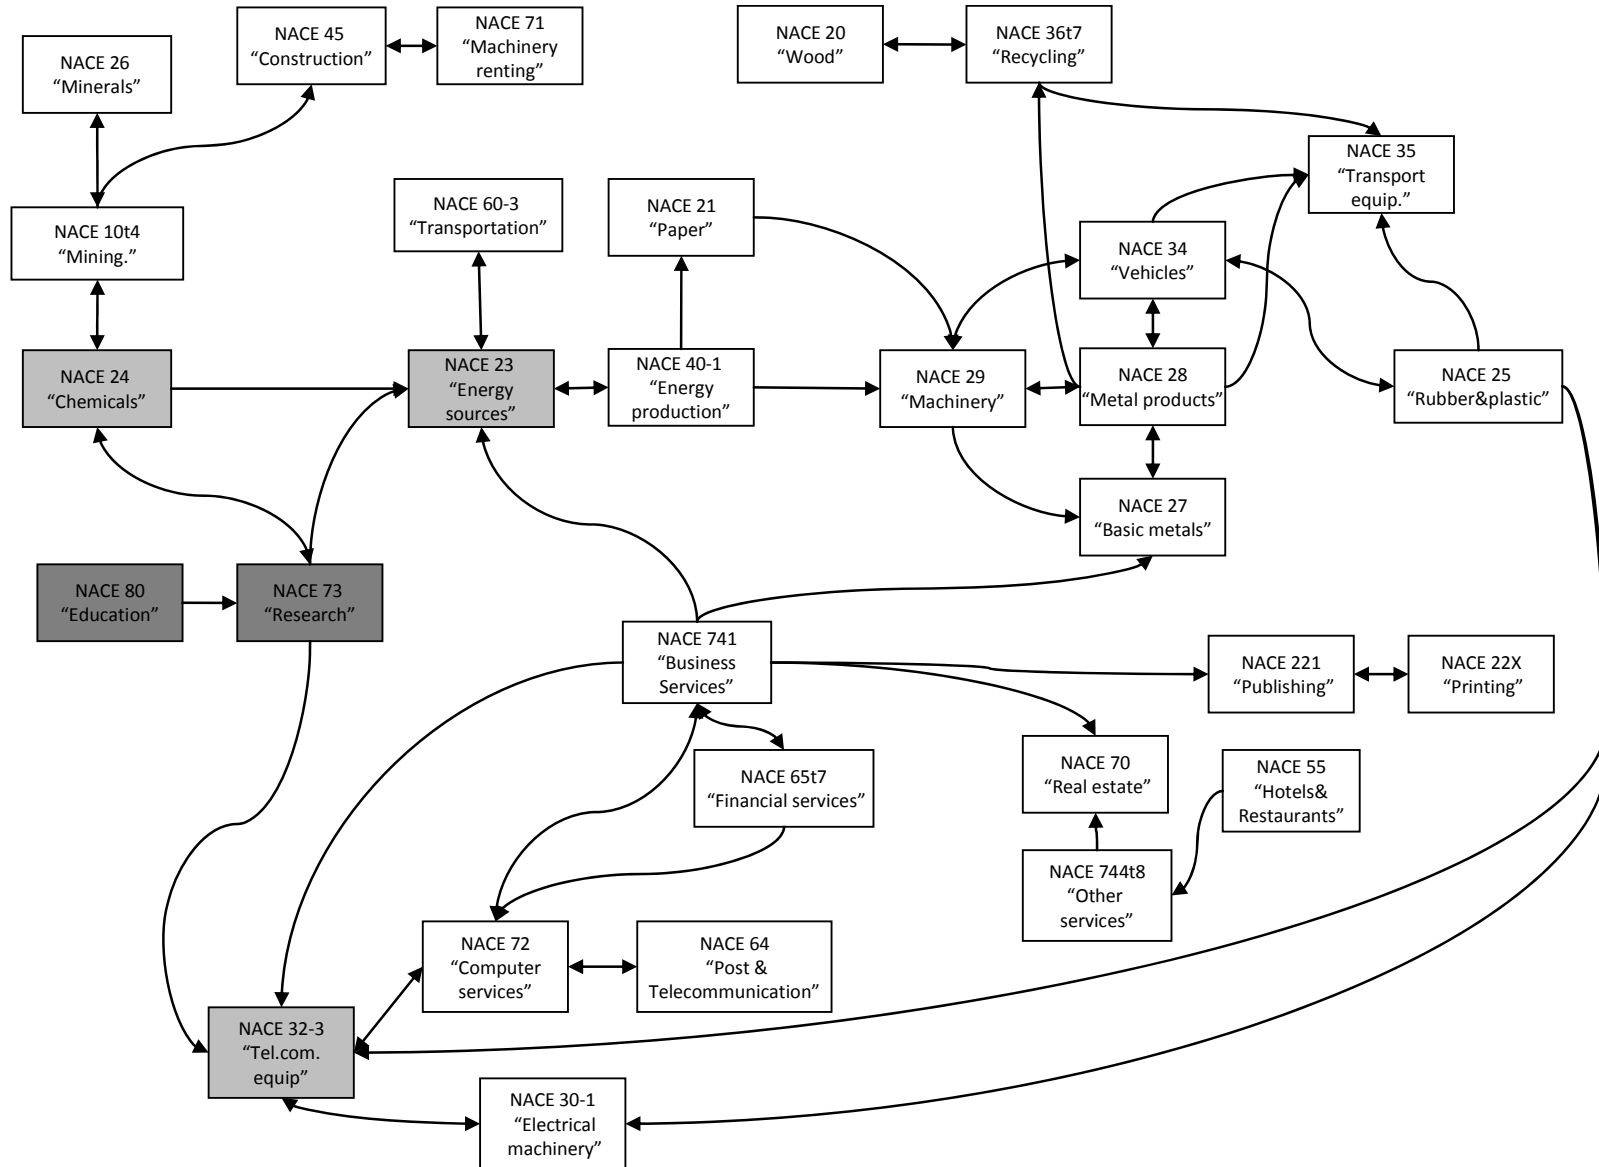 NACE 26
“Minerals”
NACE 45
“Construction”
NACE 71
“Machinery
renting”
NACE 20
“Wood”
NACE 36t7
“Recycling”
NACE 35
“Transport
equip.”
NACE 10t4
“Mining.”
NACE 60-3
“Transportation”
NACE 21
“Paper”
NACE 34
“Vehicles”
NACE 24
“Chemicals”
NACE 23
“Energy
sources”
NACE 40-1
“Energy
production”
NACE 29
“Machinery”
NACE 28
“Metal products”
NACE 25
“Rubber&plastic”
NACE 27
“Basic metals”
NACE 80
“Education”
NACE 73
“Research”
NACE 741
“Business
Services”
NACE 221
“Publishing”
NACE 22X
“Printing”
NACE 65t7
“Financial services”
NACE 70
“Real estate”
NACE 55
“Hotels&
Restaurants”
NACE 744t8
“Other
services”
NACE 72
“Computer
services”
NACE 64
“Post &
Telecommunication”
NACE 32-3
“Tel.com.
equip”
NACE 30-1
“Electrical
machinery”